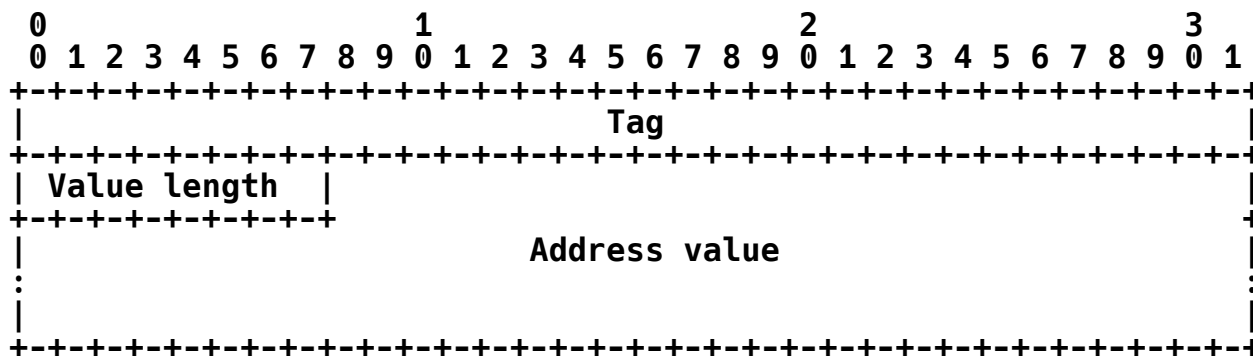 0                   1                   2                   3
 0 1 2 3 4 5 6 7 8 9 0 1 2 3 4 5 6 7 8 9 0 1 2 3 4 5 6 7 8 9 0 1
+-+-+-+-+-+-+-+-+-+-+-+-+-+-+-+-+-+-+-+-+-+-+-+-+-+-+-+-+-+-+-+-+
|                              Tag                              |
+-+-+-+-+-+-+-+-+-+-+-+-+-+-+-+-+-+-+-+-+-+-+-+-+-+-+-+-+-+-+-+-+
| Value length  |                                               |
+-+-+-+-+-+-+-+-+                                               +
|                          Address value                        |
:                                                               :
|                                                               |
+-+-+-+-+-+-+-+-+-+-+-+-+-+-+-+-+-+-+-+-+-+-+-+-+-+-+-+-+-+-+-+-+